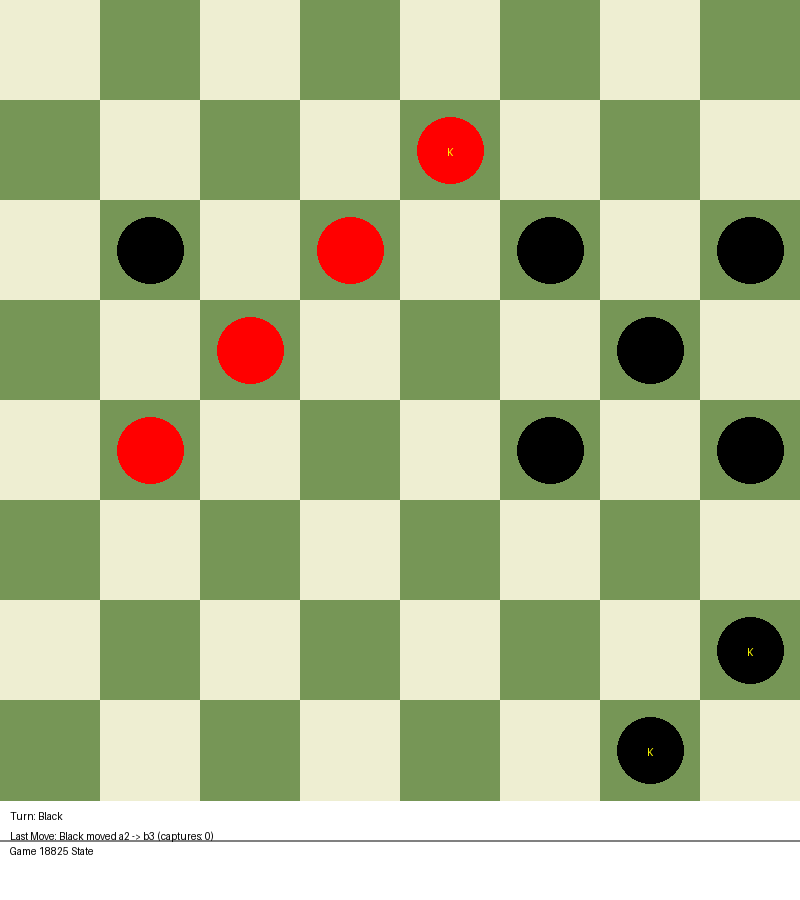 K
K
K
Turn: Black
Last Move: Black moved a2 -> b3 (captures: 0)
Game 18825 State